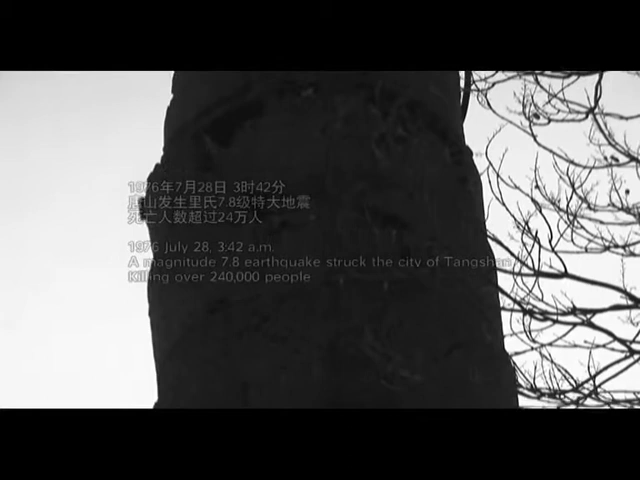 1976年7月28日 3时42分
唐山发生里氏7.8级特大地震
死亡人数超过24万人
1976 July 28, 3:42 a.m.
A magnitude 7.8 earthquake struck the city of Tangshan
Killing over 240,000 people